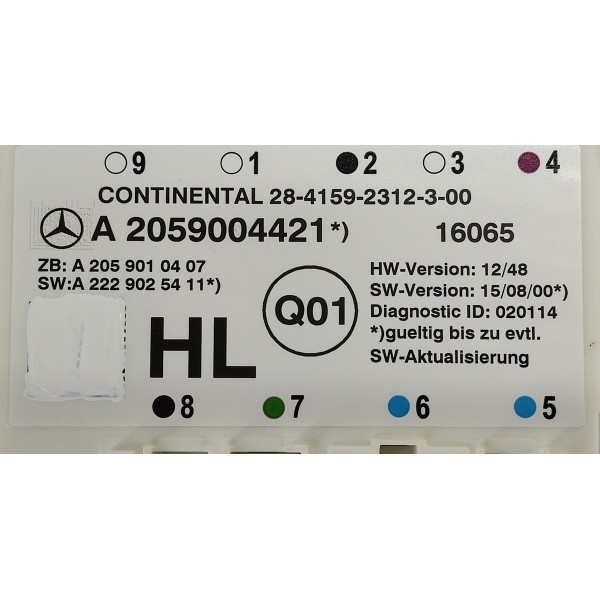 9 1 2 3 4
CONTINENTAL 28-4159-2312-3-00
A 2059004421*) 16065
ZB: A 205 901 04 07
SW:A 222 902 54 11*)
HL
Q01
HW-Version: 12/48
SW-Version: 15/08/00*)
Diagnostic ID: 020114
*)gueltig bis zu evtl.
SW-Aktualisierung
8 7 6 5